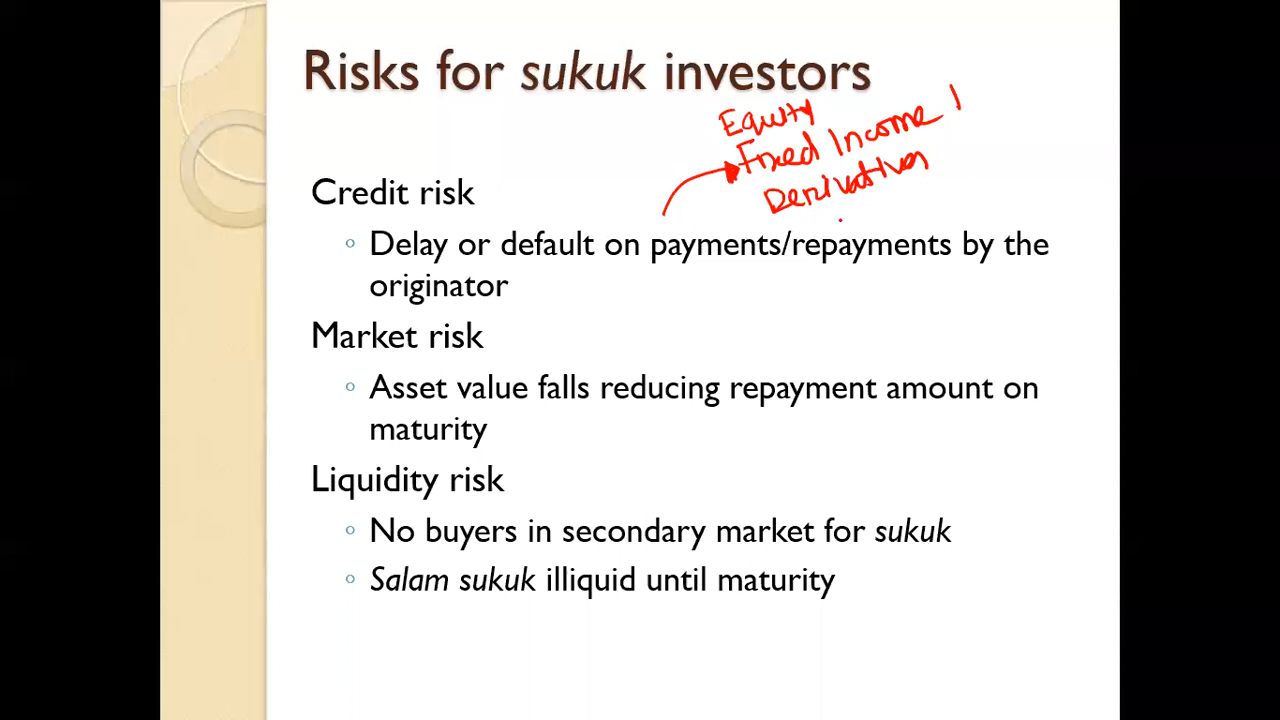 Risks for sukuk investors
Equity
Fixed Income
Derivatives
Credit risk
◦ Delay or default on payments/repayments by the
originator
Market risk
◦ Asset value falls reducing repayment amount on
maturity
Liquidity risk
◦ No buyers in secondary market for sukuk
◦ Salam sukuk illiquid until maturity